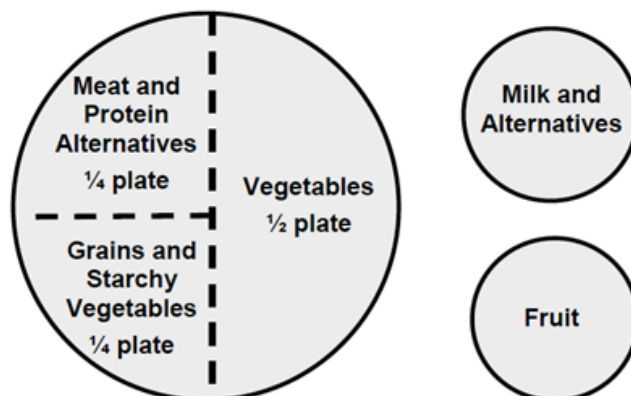 Meat and
Protein
Alternatives
¼ plate
Grains and
Starchy
Vegetables
¼ plate
Vegetables
½ plate
Milk and
Alternatives
Fruit